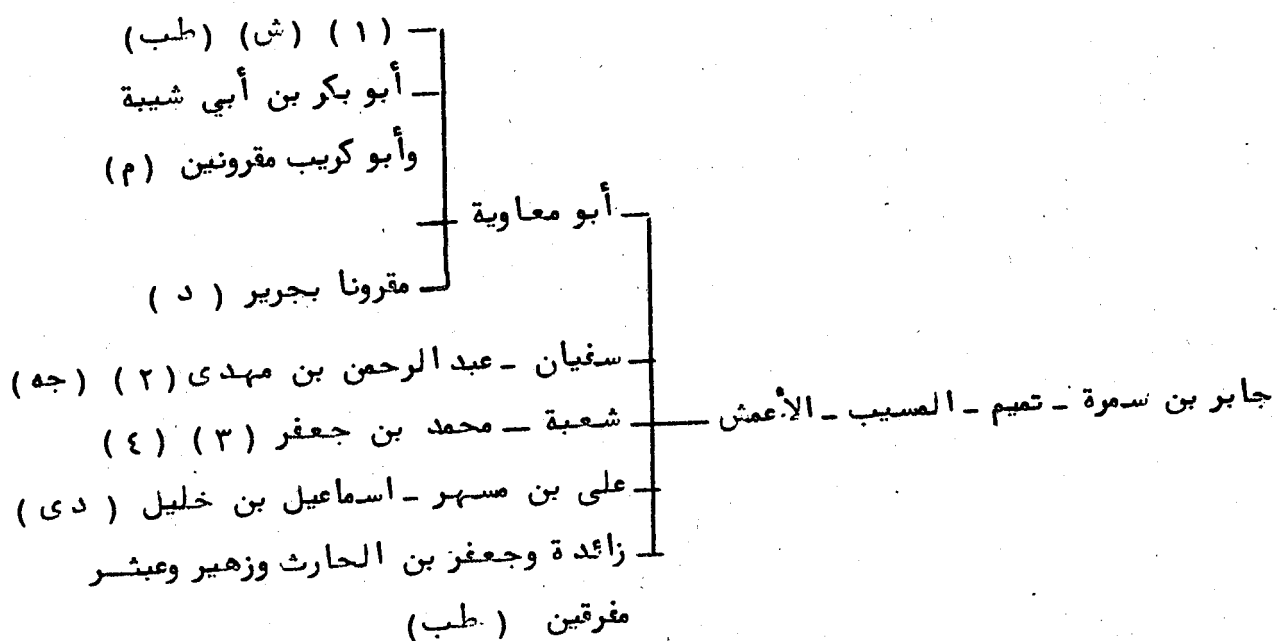 (١) (ش) (طب)
أبو بكر بن أبي شيبة
وأبو كريب مقرونين (م)
أبو معاوية
مقرونا بجرير (د)
سفيان - عبد الرحمن بن مهدى (٢) (جه)
جابر بن سمرة - تميم - المسيب - الأعمش
شعبة - محمد بن جعفر (٣) (٤)
على بن مسهر - اسماعيل بن خليل (دى)
زائدة وجعفر بن الحارث وزهير وعبثر
مفرقين (طب)